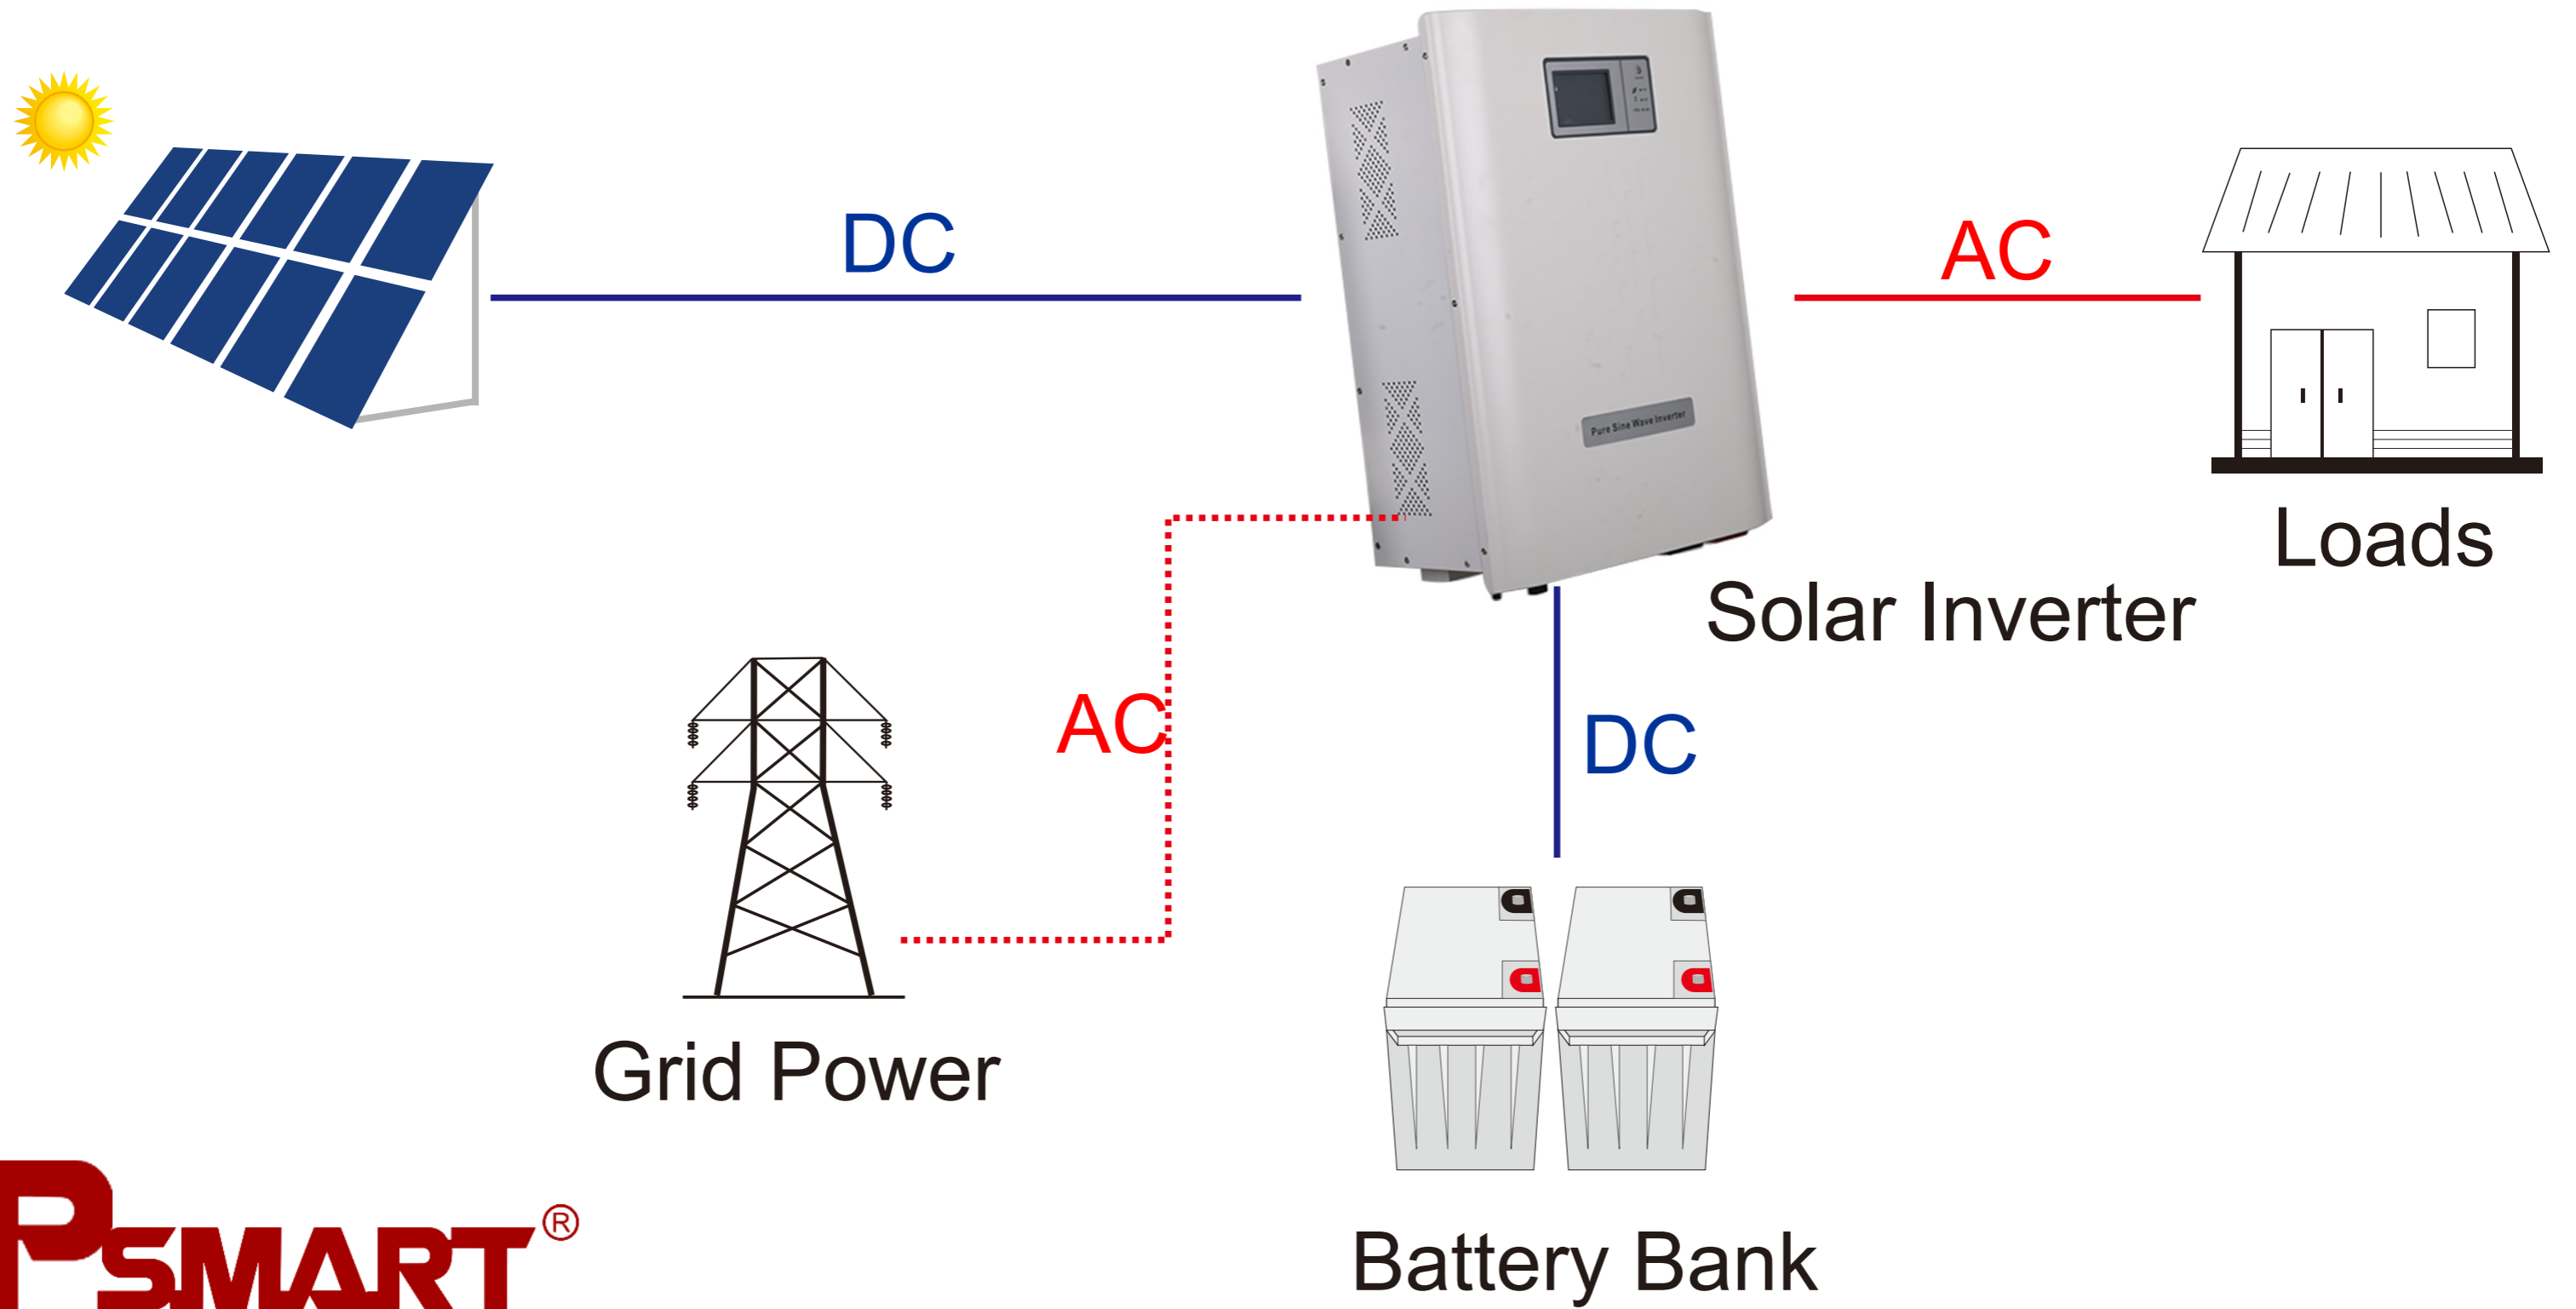 DC
AC
Pure Sine Wave Inverter
Loads
Solar Inverter
AC
DC
Grid Power
Battery Bank
PSMART®